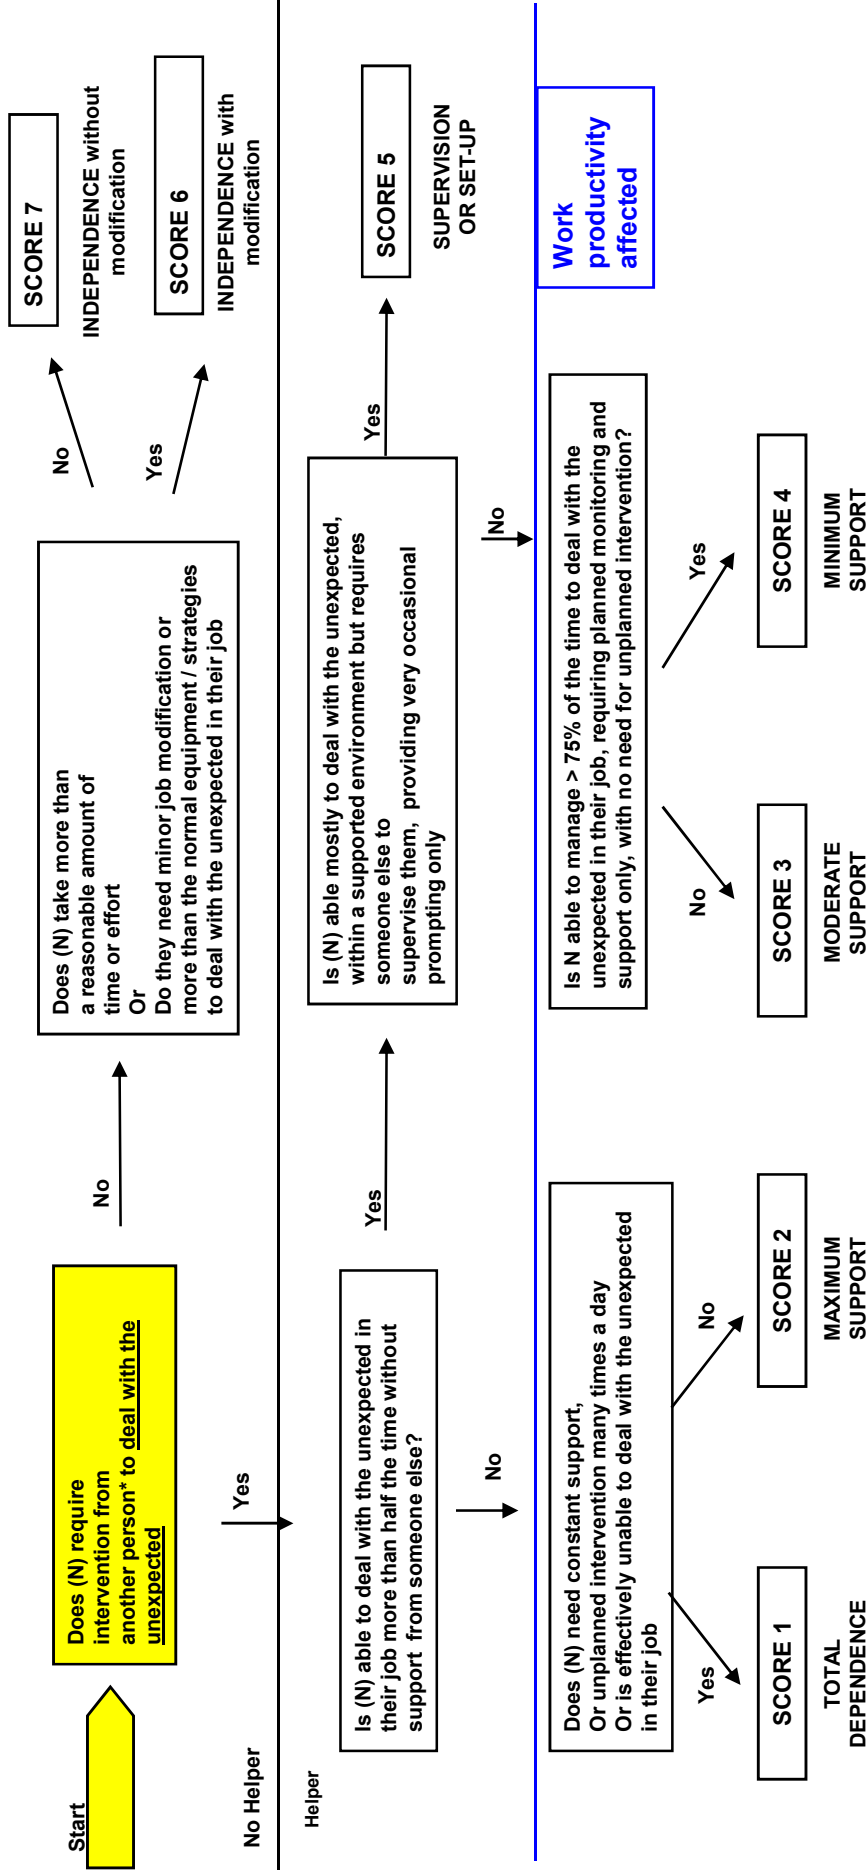 Start
Does (N) require
intervention from
another person* to deal with the
unexpected
No
Does (N) take more than
a reasonable amount of
time or effort
Or
Do they need minor job modification or
more than the normal equipment / strategies
to deal with the unexpected in their job
No
SCORE 7
INDEPENDENCE without
modification
Yes
SCORE 6
INDEPENDENCE with
modification
Yes
No Helper
Helper
Is (N) able to deal with the unexpected in
their job more than half the time without
support from someone else?
Yes
Is (N) able mostly to deal with the unexpected,
within a supported environment but requires
someone else to
supervise them, providing very occasional
prompting only
Yes
SCORE 5
SUPERVISION
OR SET-UP
No
No
Work
productivity
affected
Does (N) need constant support,
Or unplanned intervention many times a day
Or is effectively unable to deal with the unexpected
in their job
Yes
No
SCORE 1
TOTAL
DEPENDENCE
SCORE 2
MAXIMUM
SUPPORT
Is N able to manage > 75% of the time to deal with the
unexpected in their job, requiring planned monitoring and
support only, with no need for unplanned intervention?
No
Yes
SCORE 3
MODERATE
SUPPORT
SCORE 4
MINIMUM
SUPPORT